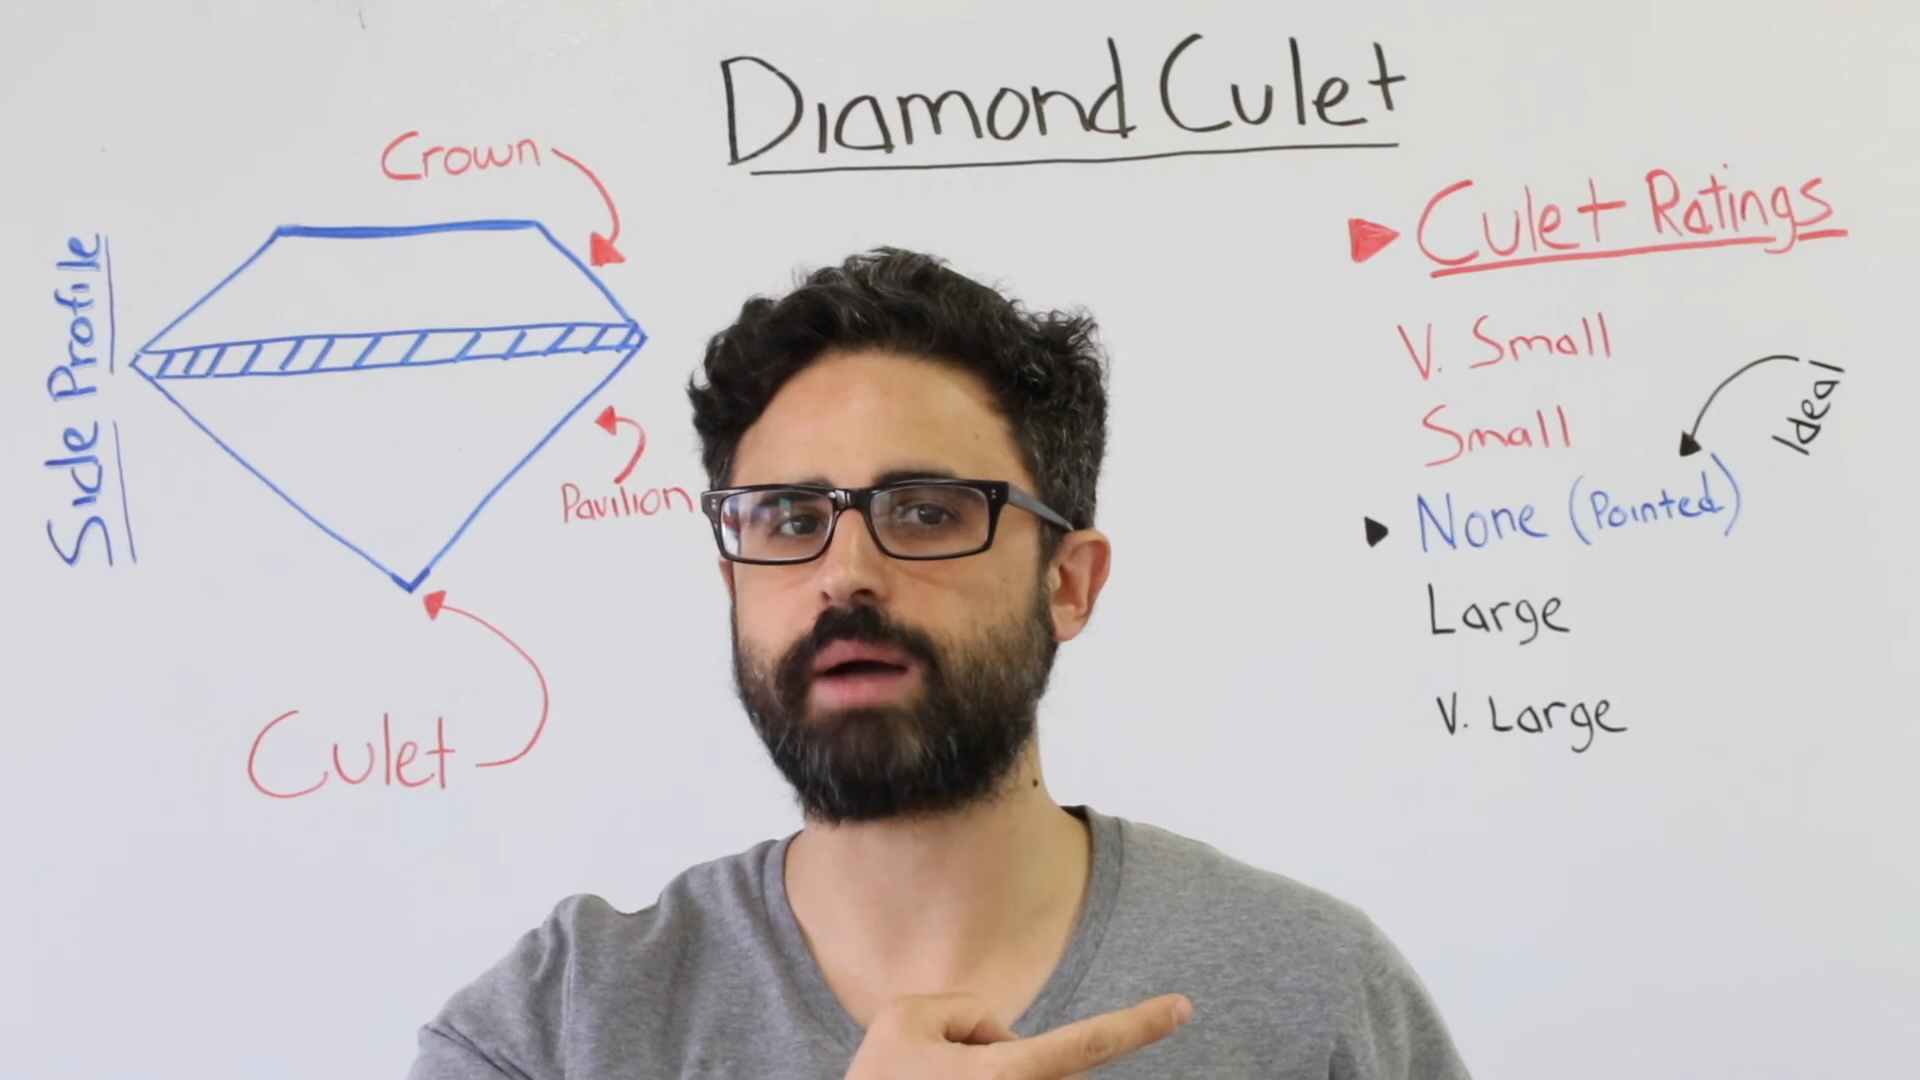 Diamond Culet
Side Profile
Crown
Pavilion
Culet
Culet Ratings
V. Small
Small
Ideal
None (Pointed)
Large
V. Large